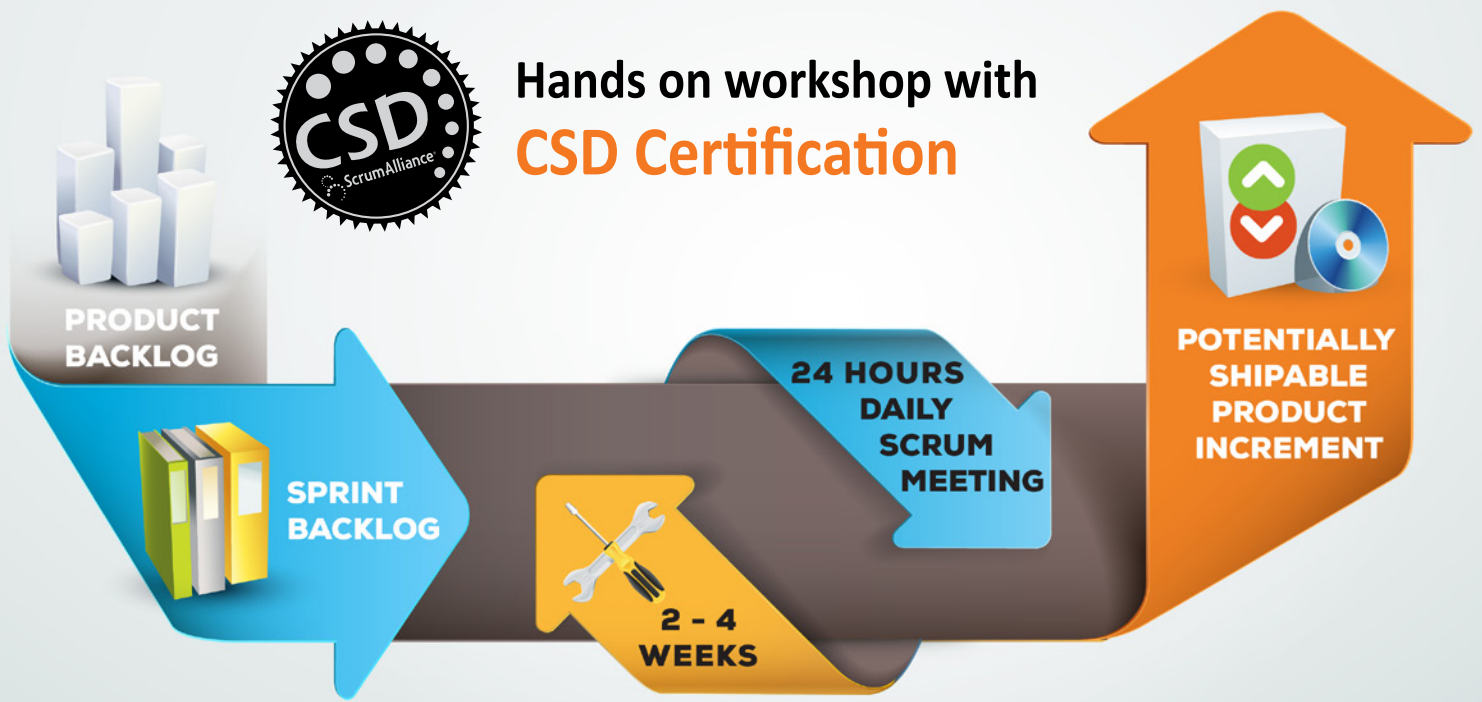 CSD
ScrumAlliance®
Hands on workshop with
CSD Certification
PRODUCT
BACKLOG
SPRINT
BACKLOG
2 - 4
WEEKS
24 HOURS
DAILY
SCRUM
MEETING
POTENTIALLY
SHIPABLE
PRODUCT
INCREMENT